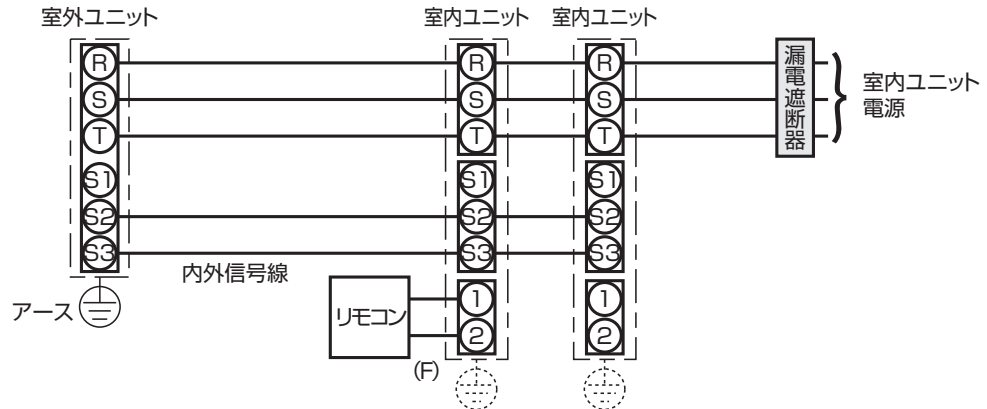 室外ユニット
室内ユニット
室内ユニット
R
S
T
S1
S2
S3
R
S
T
S1
S2
S3
1
2
R
S
T
S1
S2
S3
1
2
漏電遮断器
室内ユニット
電源
内外信号線
アース
リモコン
(F)